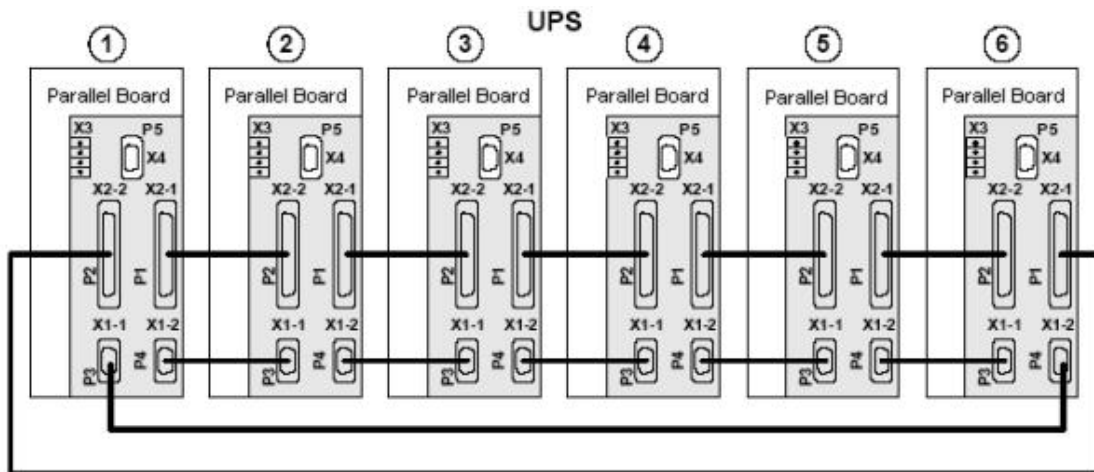 UPS
1 2 3 4 5 6
Parallel Board Parallel Board Parallel Board Parallel Board Parallel Board Parallel Board
X3 P5 X3 P5 X3 P5 X3 P5 X3 P5 X3 P5
X4 X4 X4 X4 X4 X4
X2-2 X2-1 X2-2 X2-1 X2-2 X2-1 X2-2 X2-1 X2-2 X2-1 X2-2 X2-1
P2 P1 P2 P1 P2 P1 P2 P1 P2 P1 P2 P1
X1-1 X1-2 X1-1 X1-2 X1-1 X1-2 X1-1 X1-2 X1-1 X1-2 X1-1 X1-2
P3 P4 P3 P4 P3 P4 P3 P4 P3 P4 P3 P4